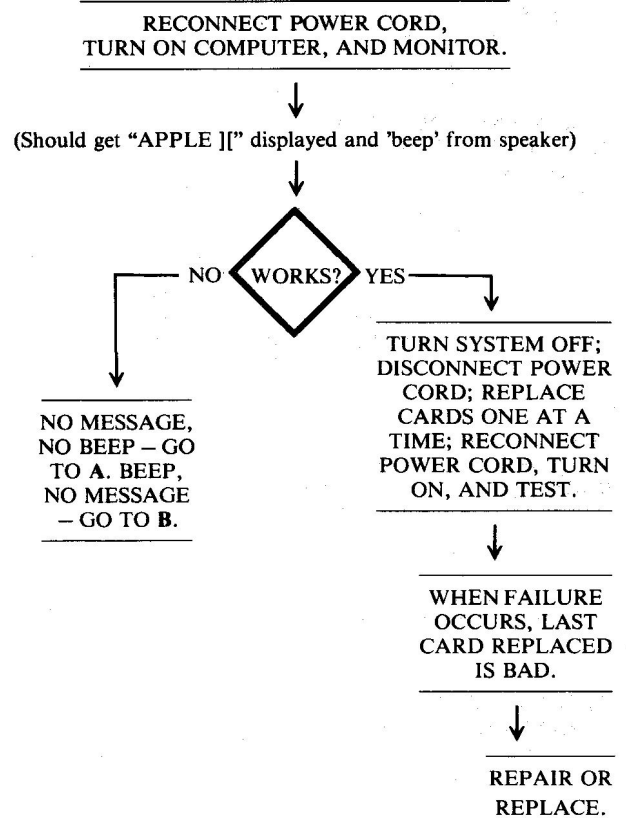 RECONNECT POWER CORD,
TURN ON COMPUTER, AND MONITOR.
(Should get “APPLE ][” displayed and 'beep' from speaker)
NO WORKS? YES
NO MESSAGE,
NO BEEP – GO
TO A. BEEP,
NO MESSAGE
– GO TO B.
TURN SYSTEM OFF;
DISCONNECT POWER
CORD; REPLACE
CARDS ONE AT A
TIME; RECONNECT
POWER CORD, TURN
ON, AND TEST.
WHEN FAILURE
OCCURS, LAST
CARD REPLACED
IS BAD.
REPAIR OR
REPLACE.